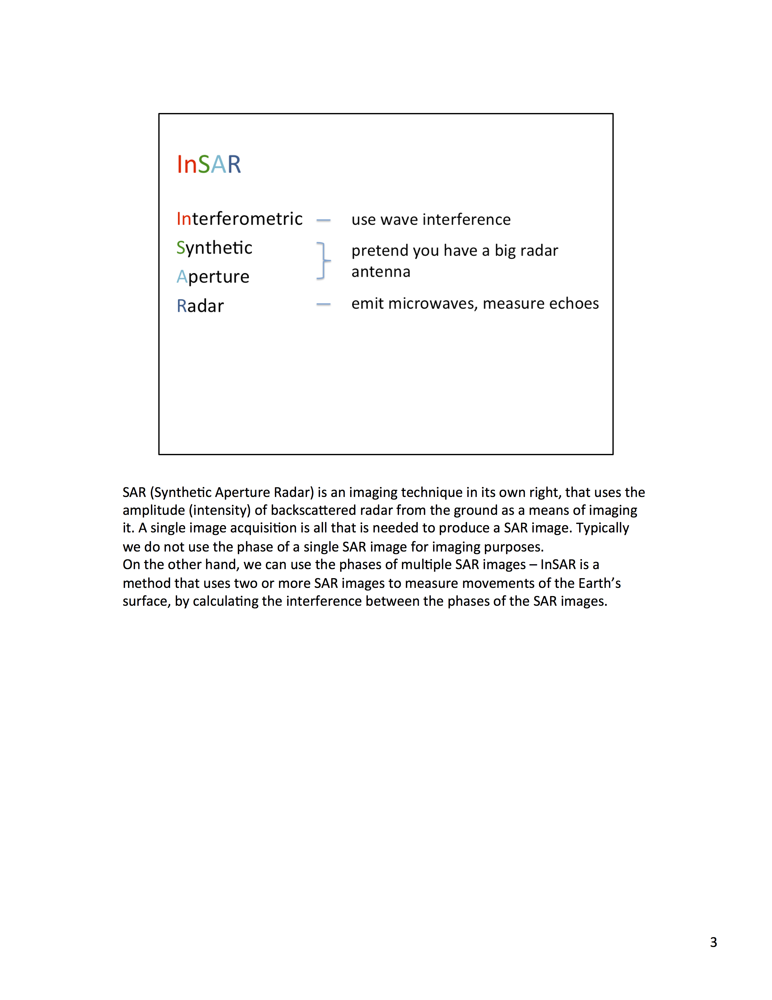 InSAR
Interferometric — use wave interference
Synthetic
Aperture
pretend you have a big radar
antenna
Radar — emit microwaves, measure echoes
SAR (Synthetic Aperture Radar) is an imaging technique in its own right, that uses the
amplitude (intensity) of backscattered radar from the ground as a means of imaging
it. A single image acquisition is all that is needed to produce a SAR image. Typically
we do not use the phase of a single SAR image for imaging purposes.
On the other hand, we can use the phases of multiple SAR images – InSAR is a
method that uses two or more SAR images to measure movements of the Earth’s
surface, by calculating the interference between the phases of the SAR images.
3